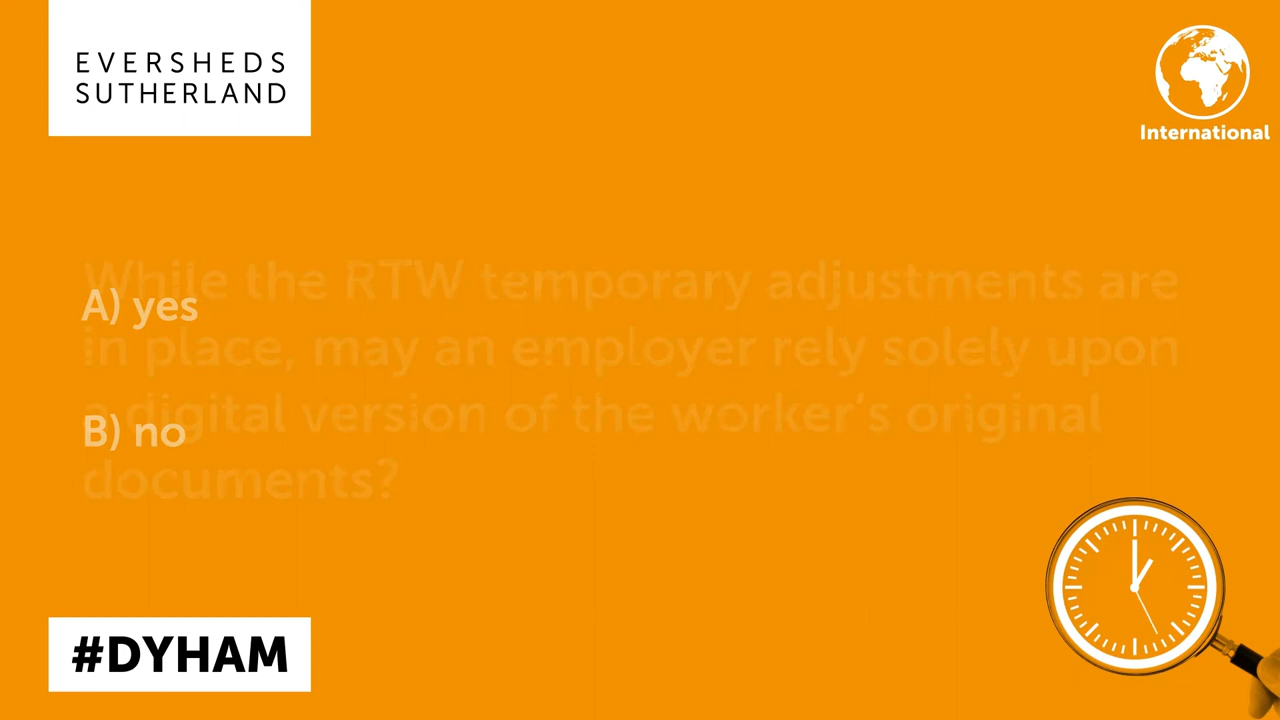 EVERSHEDS
SUTHERLAND
International
While the RTW temporary adjustments are
in place, may an employer rely solely upon
a digital version of the worker's original
documents?
A) yes
B) no
#DYHAM